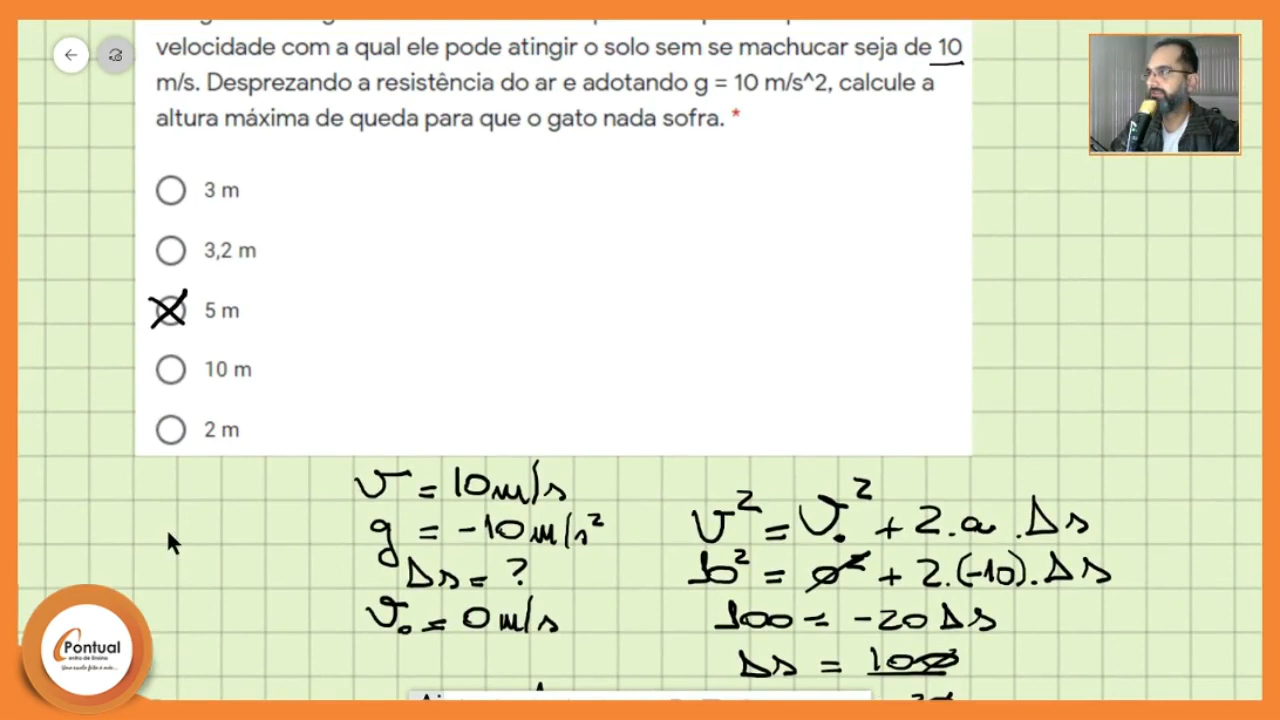 velocidade com a qual ele pode atingir o solo sem se machucar seja de 10
m/s. Desprezando a resistência do ar e adotando g = 10 m/s^2, calcule a
altura máxima de queda para que o gato nada sofra. *
3 m
3,2 m
5 m
10 m
2 m
v = 10 m/s
g = -10 m/s²
Δs = ?
v₀ = 0 m/s
v² = v₀² + 2.a.Δs
10² = 0² + 2.(-10).Δs
100 = -20 Δs
Δs = 100
Pontual